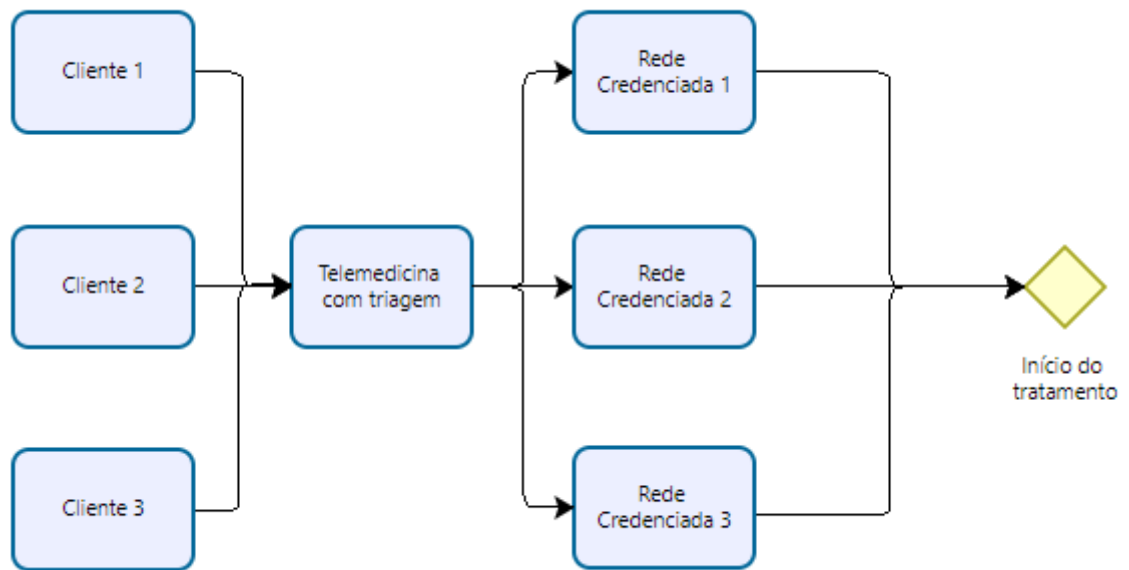 Cliente 1
Rede
Credenciada 1
Cliente 2
Telemedicina
com triagem
Rede
Credenciada 2
Início do
tratamento
Cliente 3
Rede
Credenciada 3